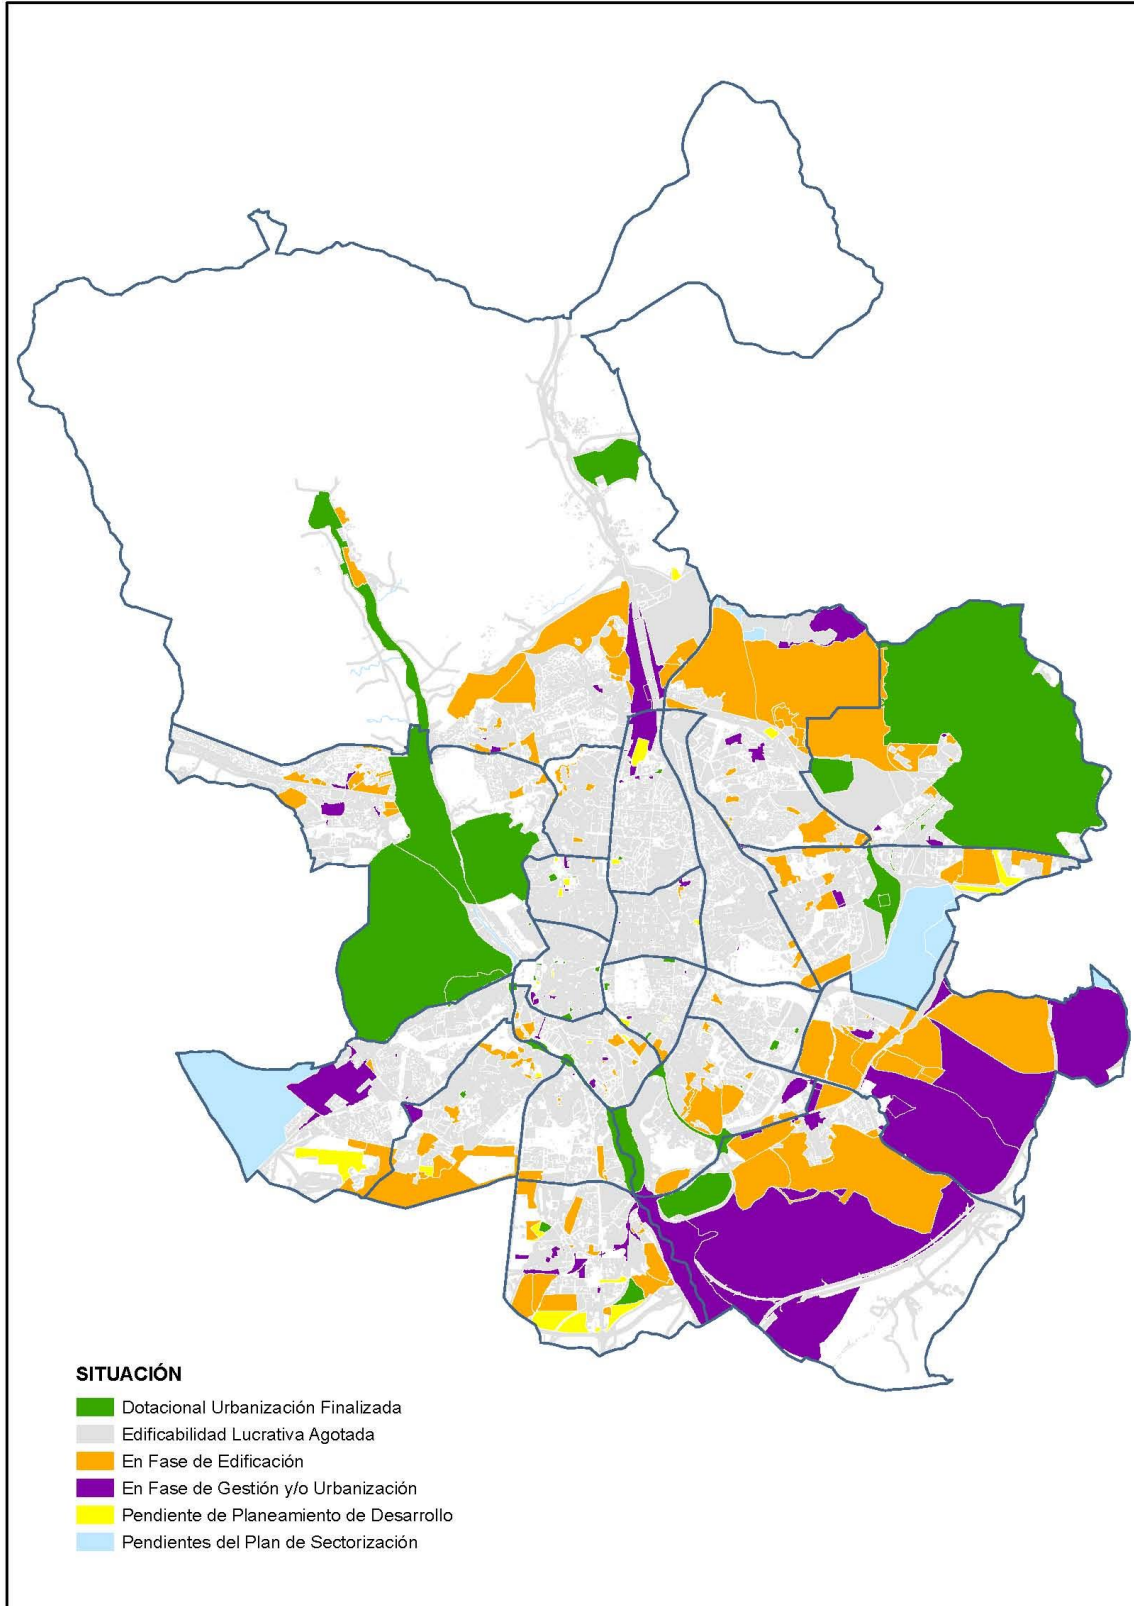 SITUACIÓN
Dotacional Urbanización Finalizada
Edificabilidad Lucrativa Agotada
En Fase de Edificación
En Fase de Gestión y/o Urbanización
Pendiente de Planeamiento de Desarrollo
Pendientes del Plan de Sectorización